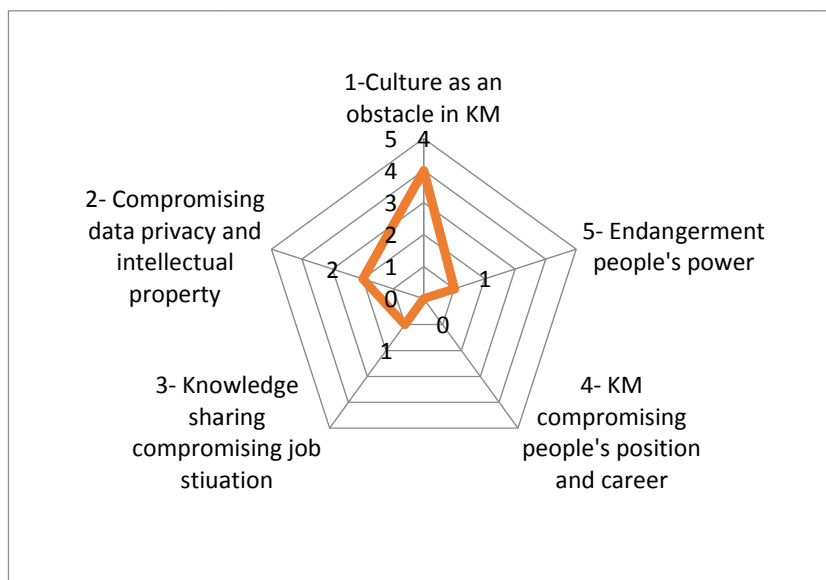 1-Culture as an
obstacle in KM
5
4
4
3
2
1
0
2- Compromising
data privacy and
intellectual
property
2
5- Endangerment
people's power
1
3- Knowledge
sharing
compromising job
stiuation
1
0
4- KM
compromising
people's position
and career